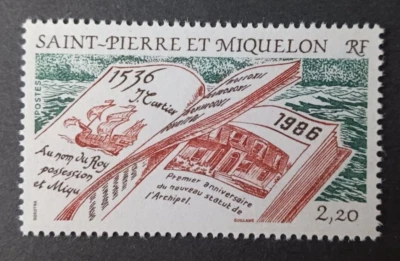 SAINT-PIERRE ET MIQUELON RF
POSTES
1536
J. Cartier
Au nom du Roy
possession
et Miqu
1986
Premier anniversaire
du nouveau statut de
l'Archipel.
2,20